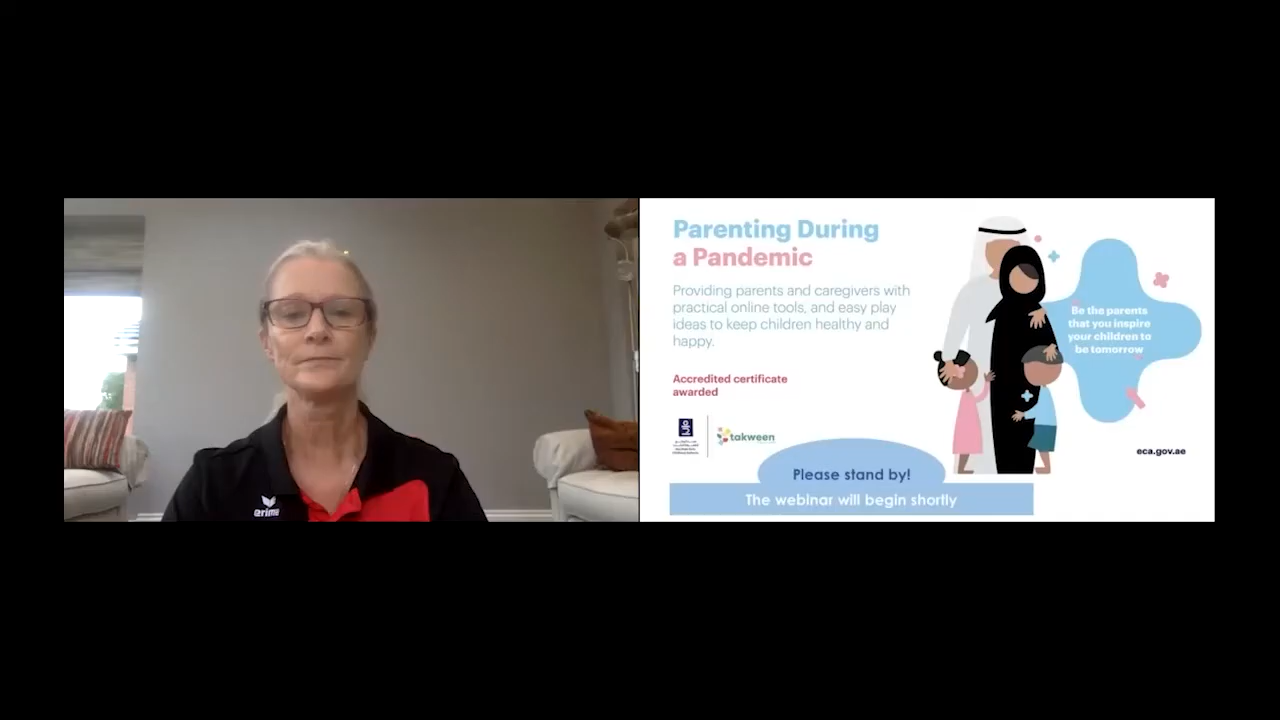 erima
Parenting During
a Pandemic
Providing parents and caregivers with
practical online tools, and easy play
ideas to keep children healthy and
happy.
Accredited certificate
awarded
takween
Be the parents
that you inspire
your children to
be tomorrow
eca.gov.ae
Please stand by!
The webinar will begin shortly